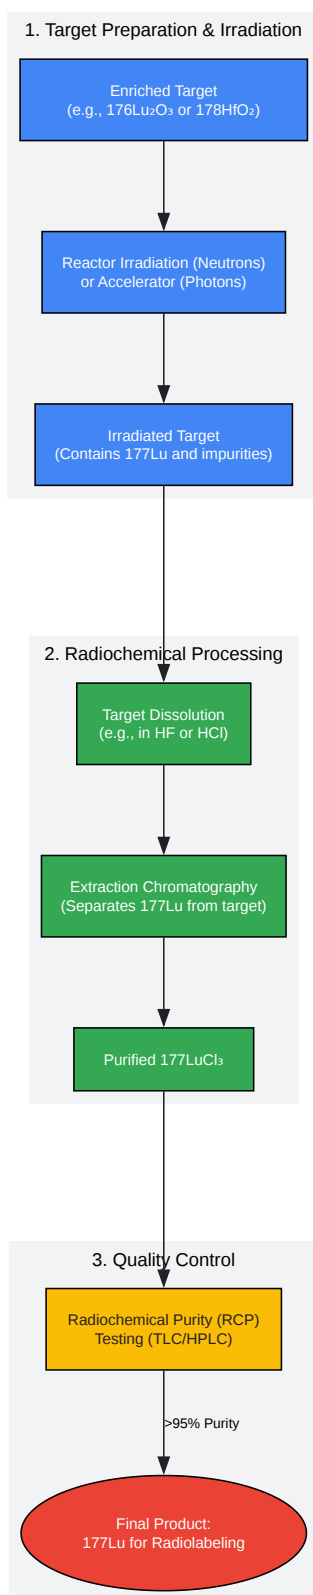 1. Target Preparation & Irradiation
Enriched Target
(e.g., 176Lu₂O₃ or 178HfO₂)
Reactor Irradiation (Neutrons)
or Accelerator (Photons)
Irradiated Target
(Contains 177Lu and impurities)
2. Radiochemical Processing
Target Dissolution
(e.g., in HF or HCl)
Extraction Chromatography
(Separates 177Lu from target)
Purified 177LuCl₃
3. Quality Control
Radiochemical Purity (RCP)
Testing (TLC/HPLC)
>95% Purity
Final Product:
177Lu for Radiolabeling